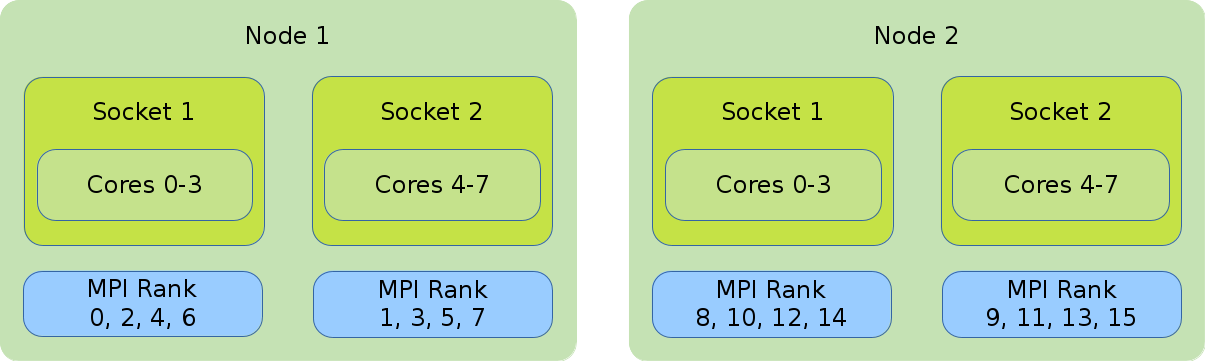 Node 1
Socket 1
Cores 0-3
Socket 2
Cores 4-7
MPI Rank
0, 2, 4, 6
MPI Rank
1, 3, 5, 7
Node 2
Socket 1
Cores 0-3
Socket 2
Cores 4-7
MPI Rank
8, 10, 12, 14
MPI Rank
9, 11, 13, 15